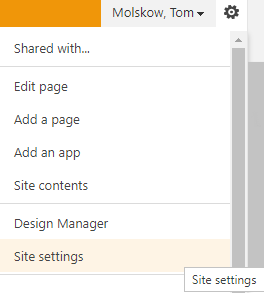 Molskow, Tom
Shared with...
Edit page
Add a page
Add an app
Site contents
Design Manager
Site settings
Site settings